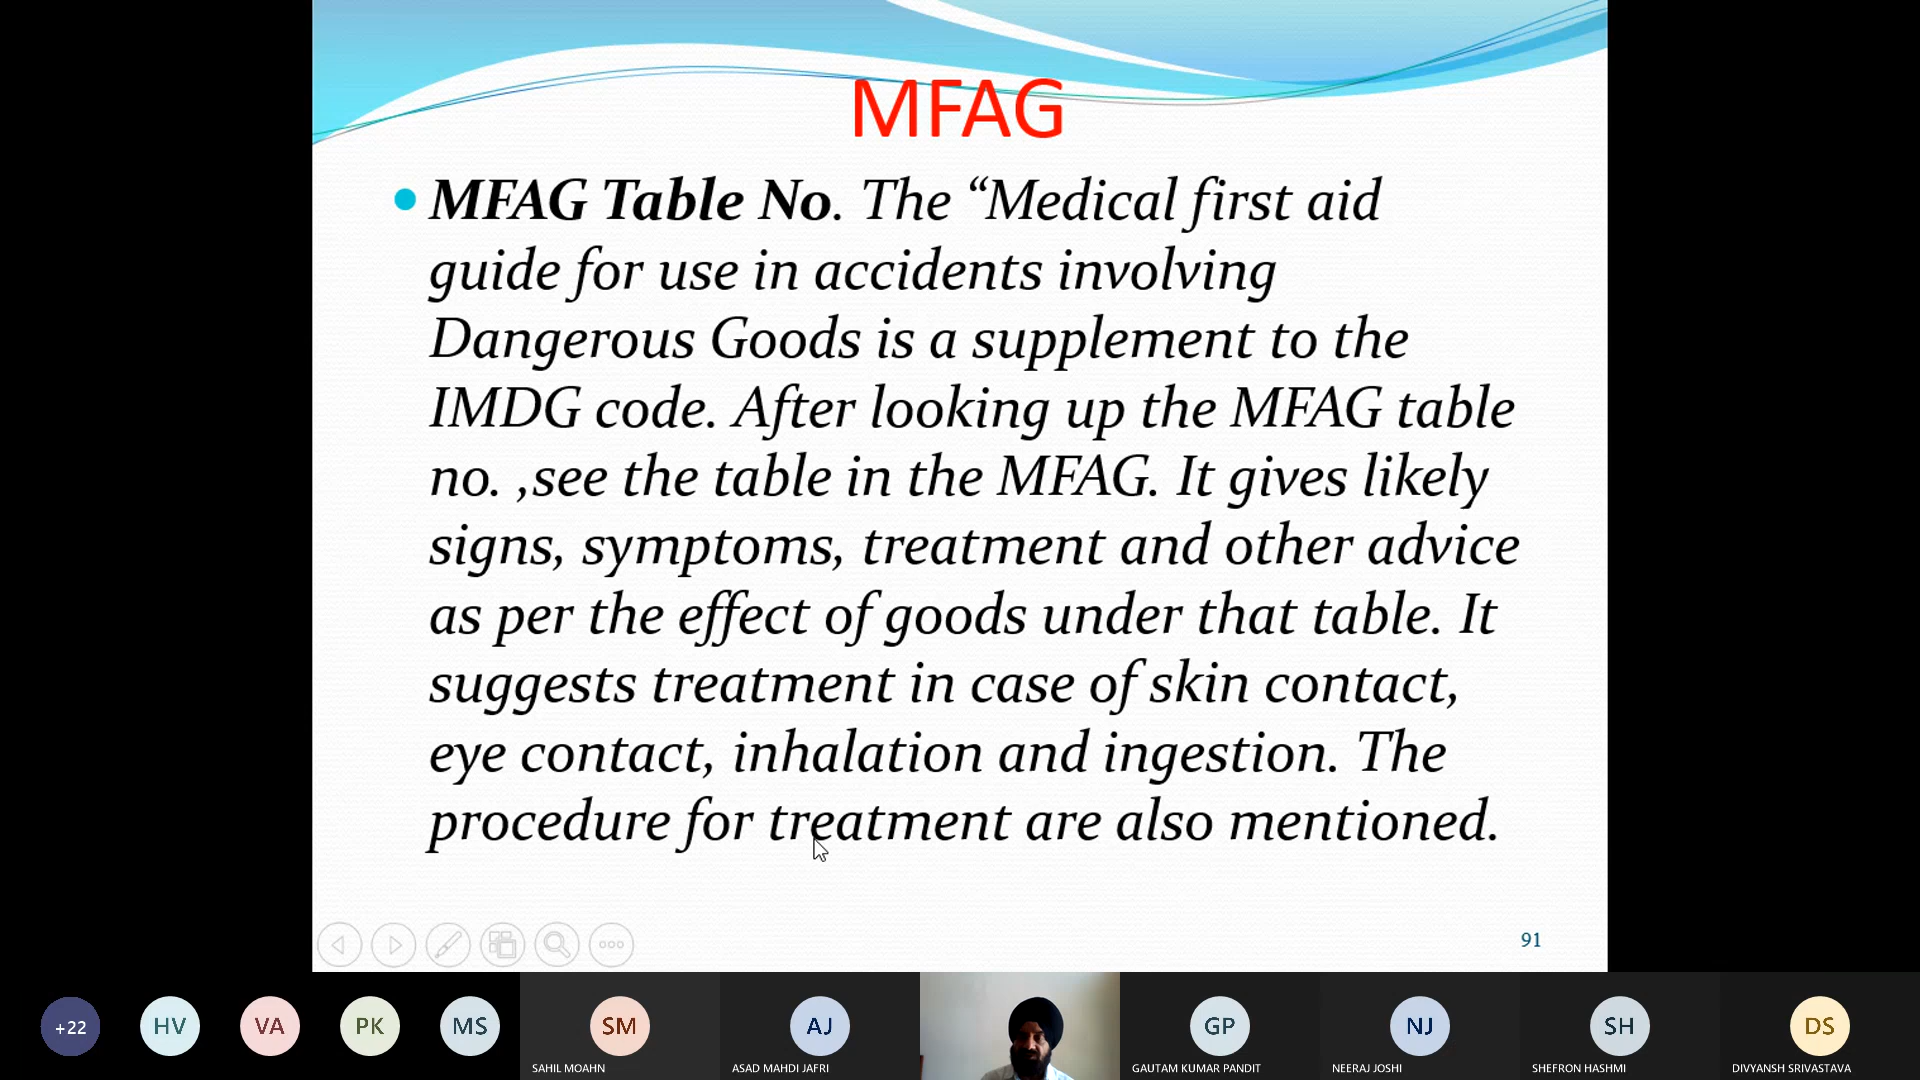 MFAG
MFAG Table No. The “Medical first aid
guide for use in accidents involving
Dangerous Goods is a supplement to the
IMDG code. After looking up the MFAG table
no. ,see the table in the MFAG. It gives likely
signs, symptoms, treatment and other advice
as per the effect of goods under that table. It
suggests treatment in case of skin contact,
eye contact, inhalation and ingestion. The
procedure for treatment are also mentioned.
91
+22
HV
VA
PK
MS
SM
AJ
GP
NJ
SH
DS
SAHIL MOAHN
ASAD MAHDI JAFRI
GAUTAM KUMAR PANDIT
NEERAJ JOSHI
SHEFRON HASHMI
DIVYANSH SRIVASTAVA